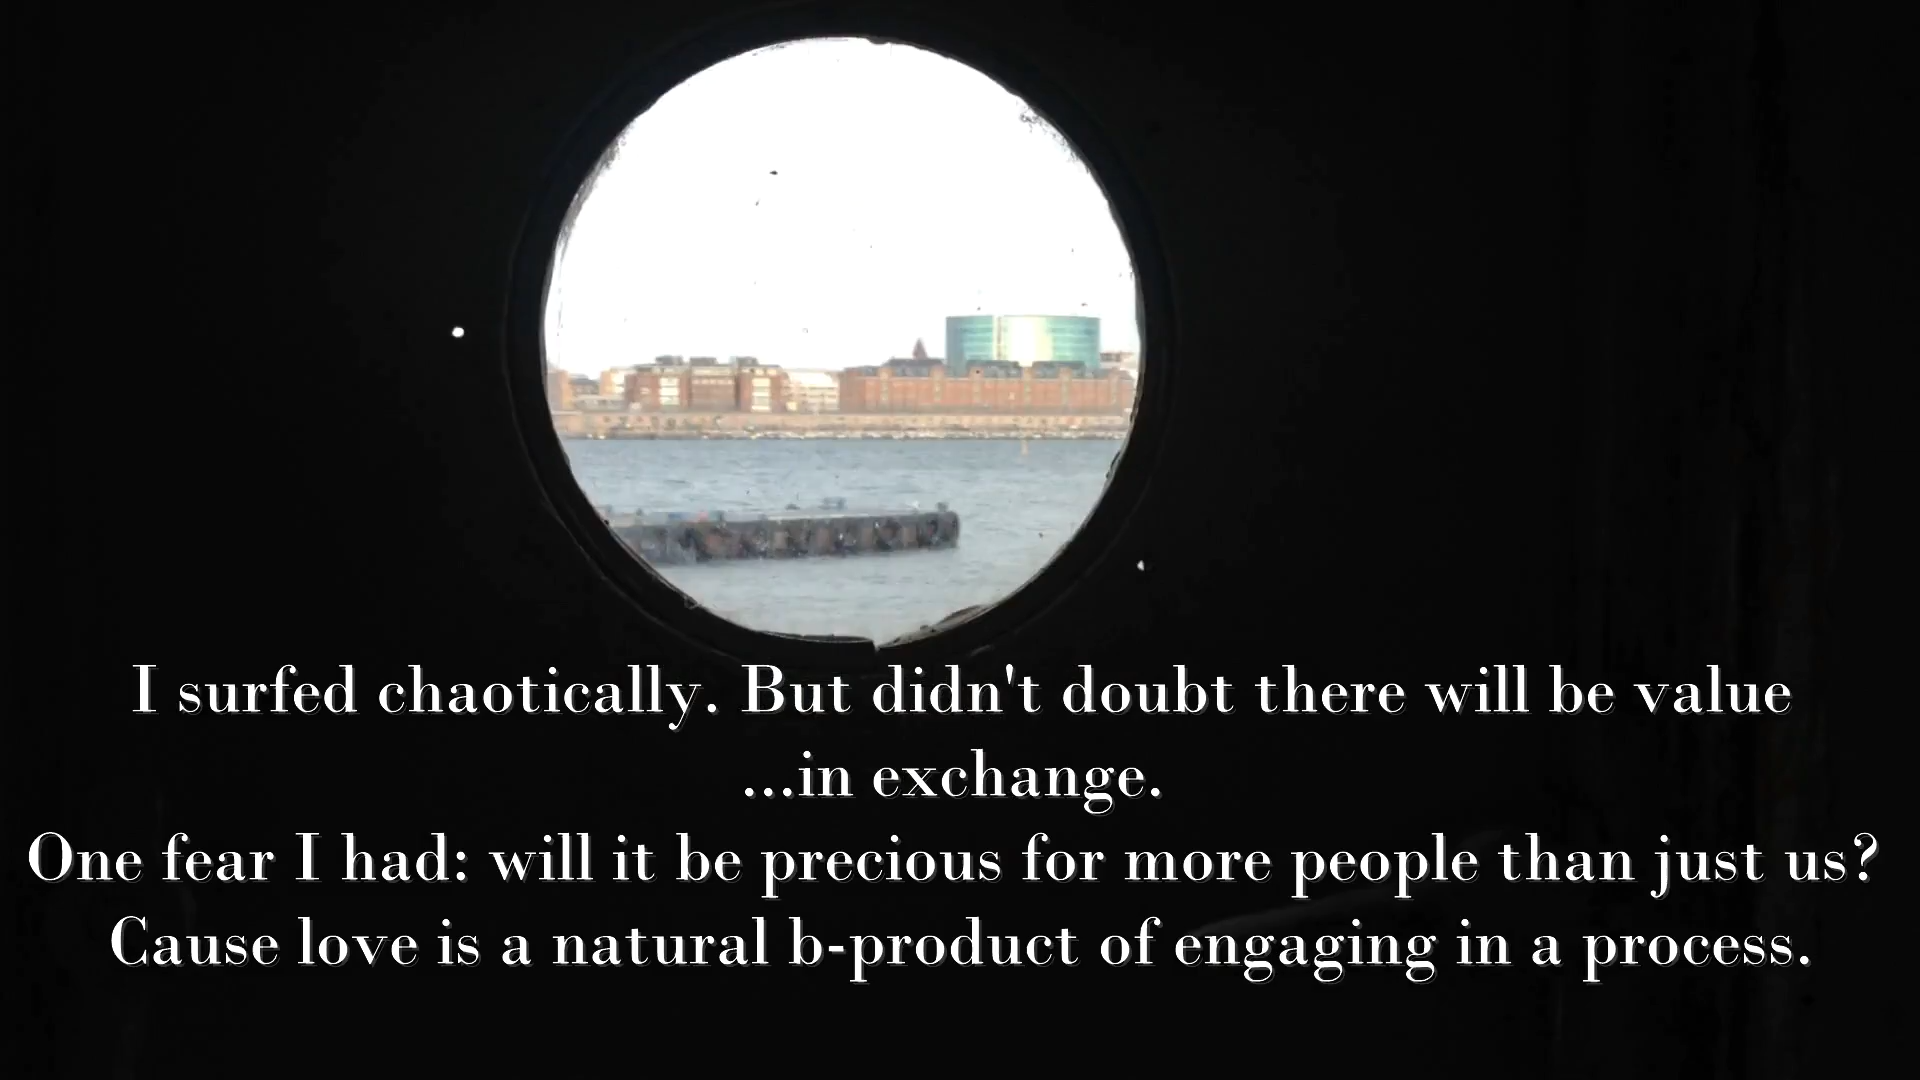 I surfed chaotically. But didn't doubt there will be value
...in exchange.
One fear I had: will it be precious for more people than just us?
Cause love is a natural b-product of engaging in a process.